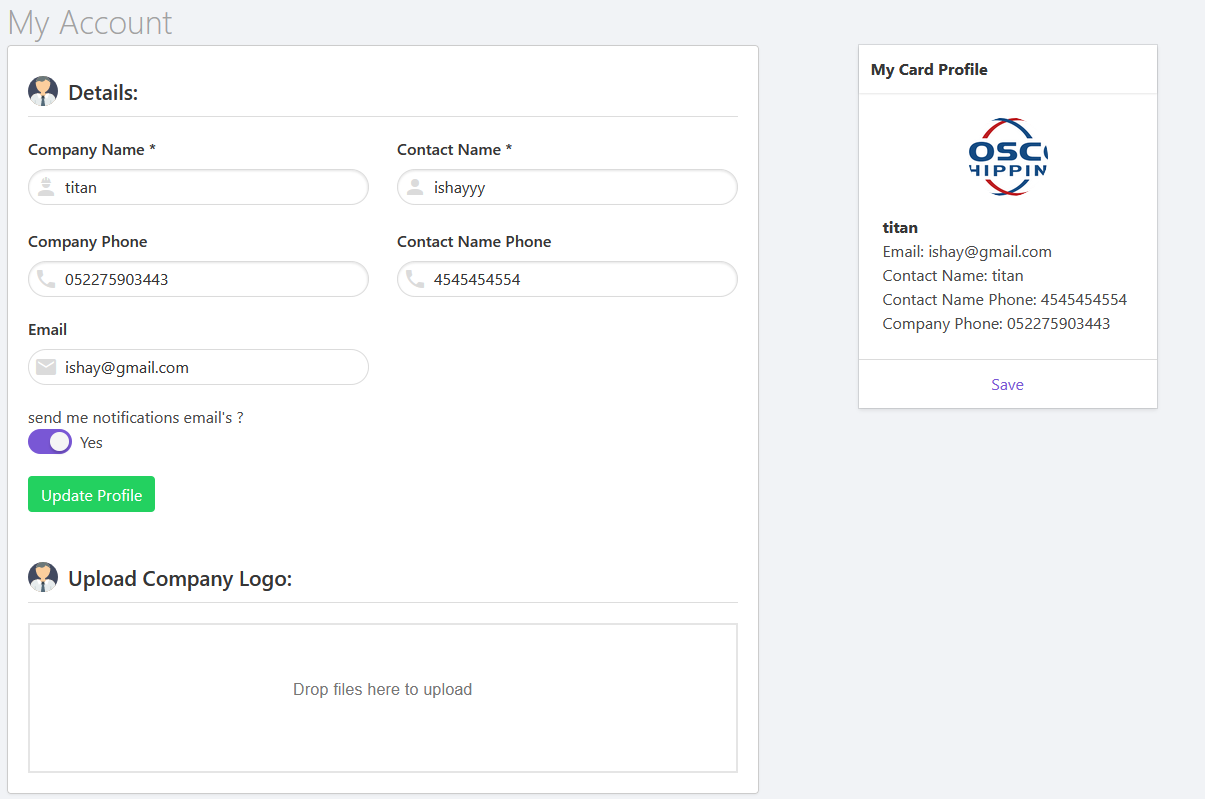 My Account
Details:
Company Name *
Contact Name *
titan
ishayyy
Company Phone
Contact Name Phone
052275903443
4545454554
Email
ishay@gmail.com
send me notifications email's ?
Yes
Update Profile
Upload Company Logo:
Drop files here to upload
My Card Profile
OSC
HIPPIN
titan
Email: ishay@gmail.com
Contact Name: titan
Contact Name Phone: 4545454554
Company Phone: 052275903443
Save